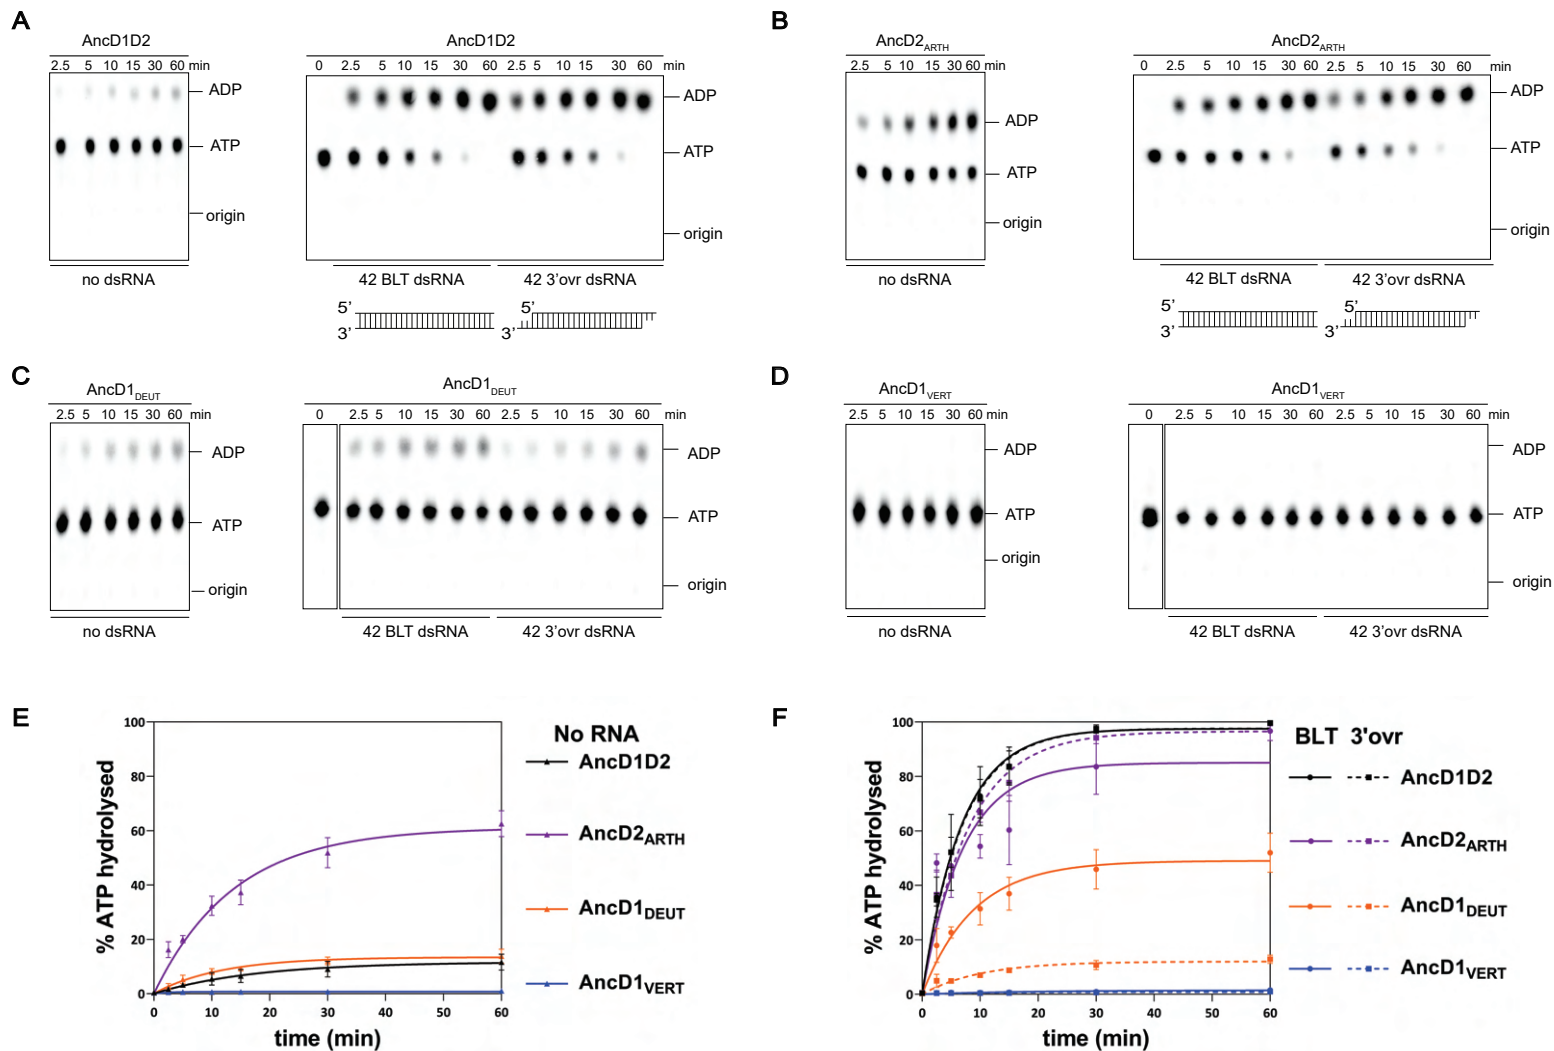 A
AncD1D2
2.5 5 10 15 30 60 min
ADP
ATP
origin
no dsRNA
AncD1D2
0 2.5 5 10 15 30 60 2.5 5 10 15 30 60 min
ADP
ATP
origin
42 BLT dsRNA 42 3'ovr dsRNA
5' 5'
3' 3'
B
AncD2ARTH
2.5 5 10 15 30 60 min
ADP
ATP
origin
no dsRNA
AncD2ARTH
0 2.5 5 10 15 30 60 2.5 5 10 15 30 60 min
ADP
ATP
origin
42 BLT dsRNA 42 3'ovr dsRNA
5' 5'
3' 3'
C
AncD1DEUT
2.5 5 10 15 30 60 min
ADP
ATP
origin
no dsRNA
AncD1DEUT
0 2.5 5 10 15 30 60 2.5 5 10 15 30 60 min
ADP
ATP
origin
42 BLT dsRNA 42 3'ovr dsRNA
D
AncD1VERT
2.5 5 10 15 30 60 min
ADP
ATP
origin
no dsRNA
AncD1VERT
0 2.5 5 10 15 30 60 2.5 5 10 15 30 60 min
ADP
ATP
origin
42 BLT dsRNA 42 3'ovr dsRNA
E
% ATP hydrolysed
100
80
60
40
20
0
0 10 20 30 40 50 60
time (min)
No RNA
AncD1D2
AncD2ARTH
AncD1DEUT
AncD1VERT
F
% ATP hydrolysed
100
80
60
40
20
0
0 10 20 30 40 50 60
time (min)
BLT 3'ovr
AncD1D2
AncD2ARTH
AncD1DEUT
AncD1VERT